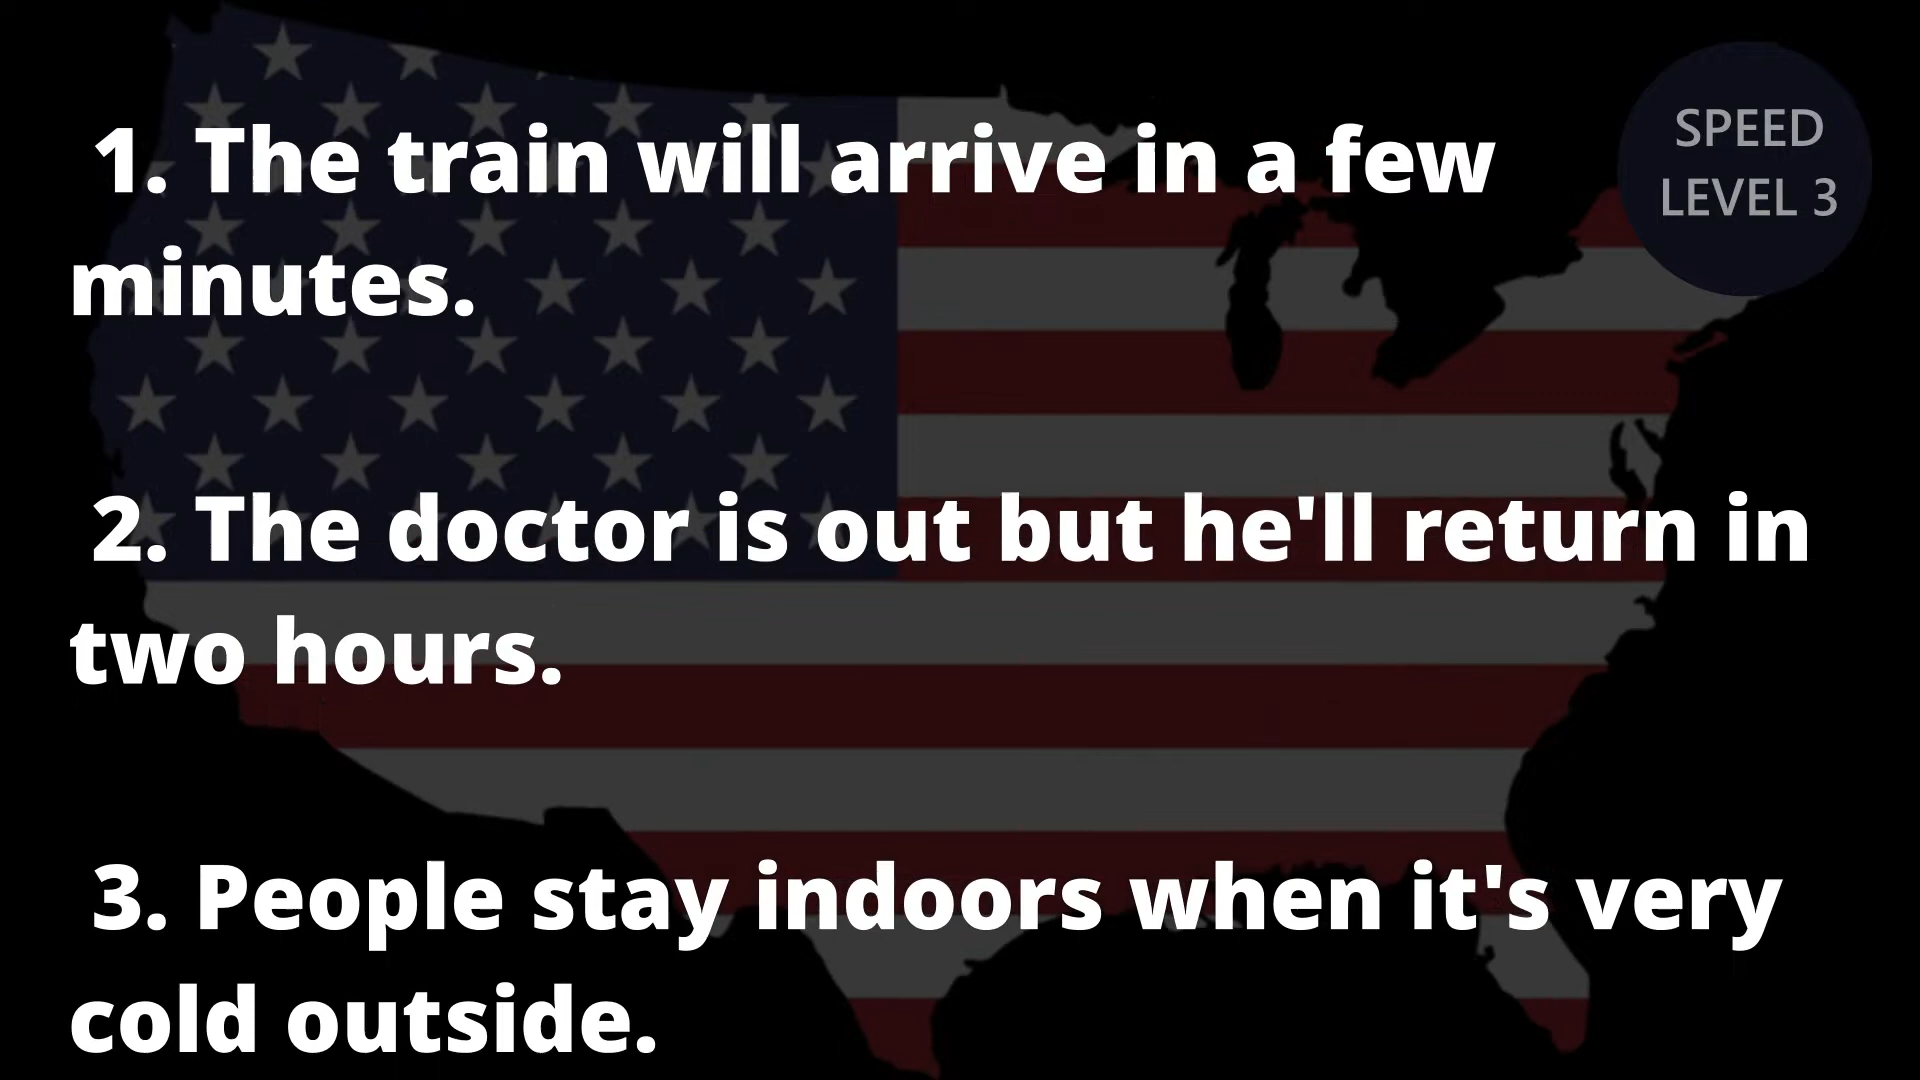 1. The train will arrive in a few
minutes.
2. The doctor is out but he'll return in
two hours.
3. People stay indoors when it's very
cold outside.
SPEED
LEVEL 3